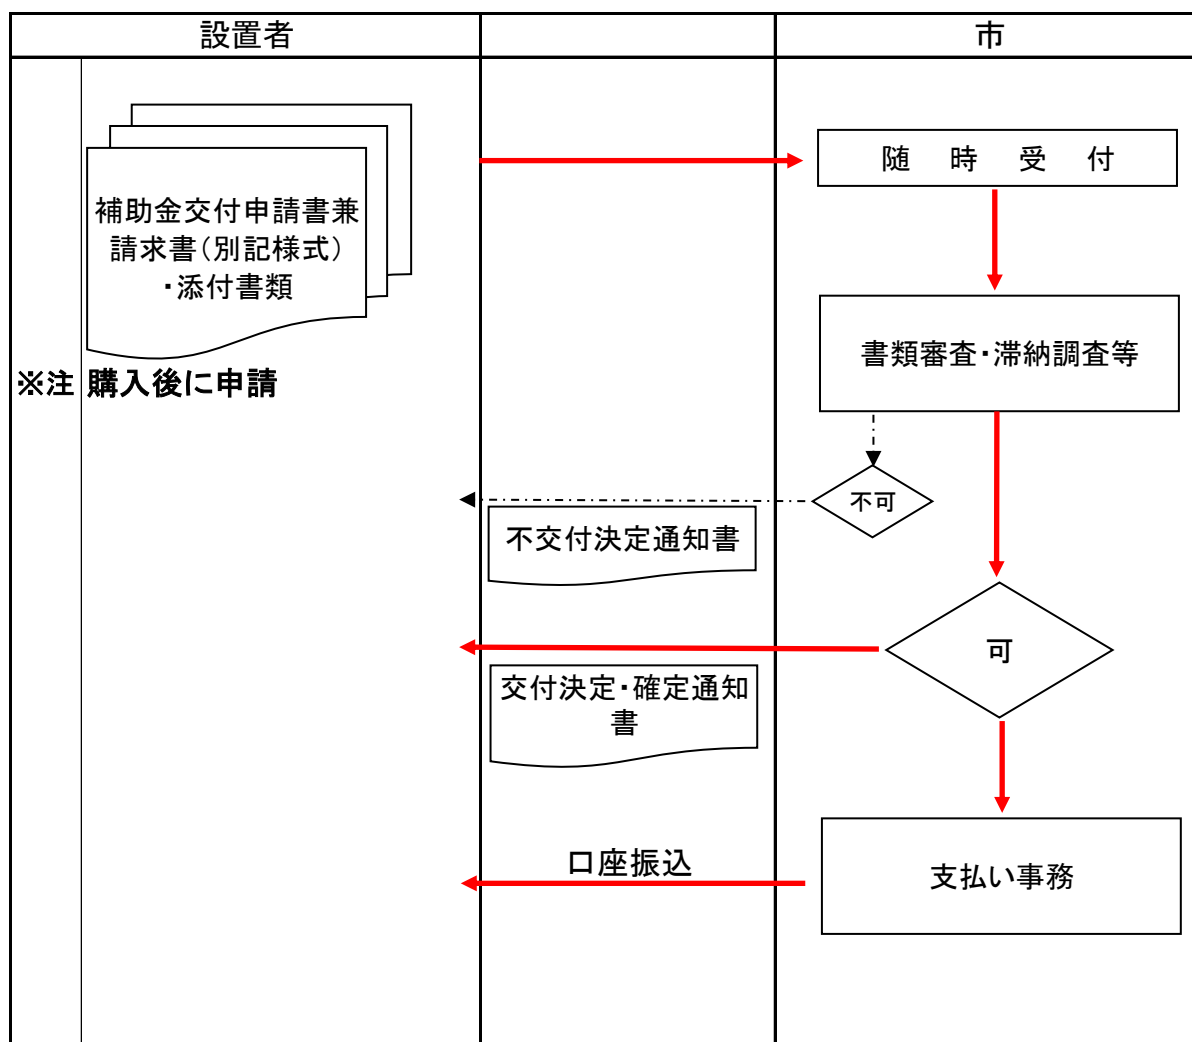 設置者
市
補助金交付申請書兼
請求書(別記様式)
・添付書類
随 時 受 付
書類審査・滞納調査等
※注 購入後に申請
不可
不交付決定通知書
可
交付決定・確定通知
書
口座振込
支払い事務